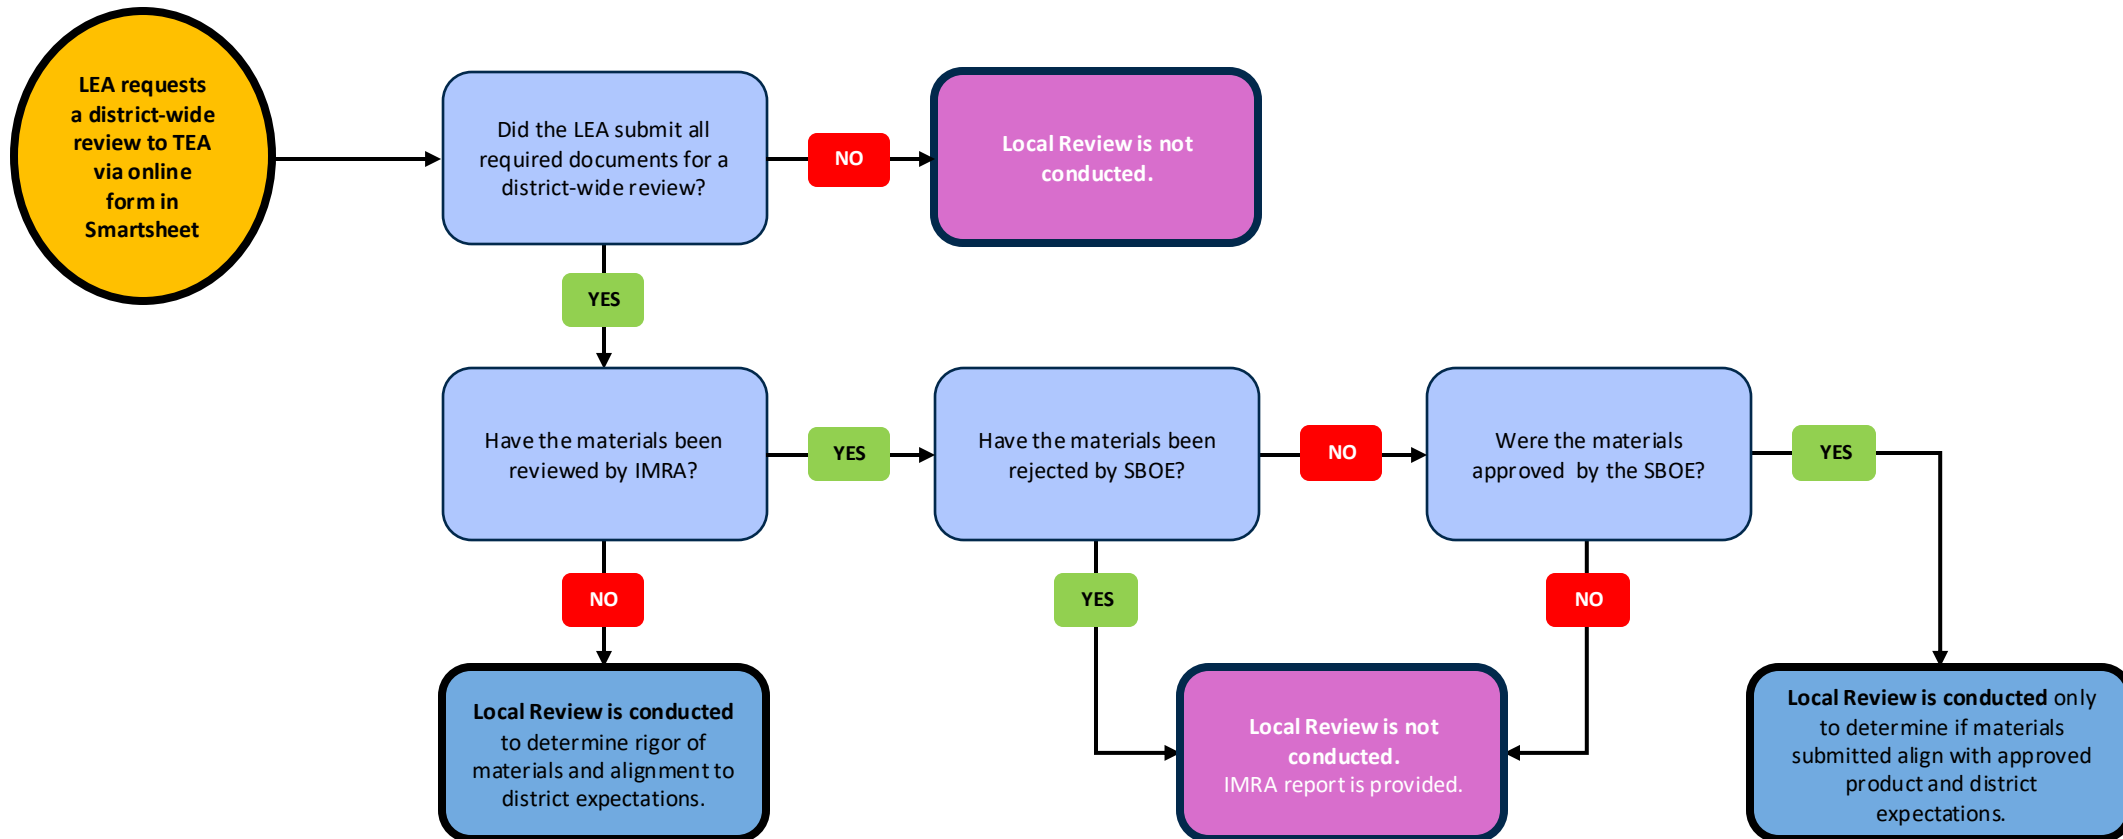 LEA requests
a district-wide
review to TEA
via online
form in
Smartsheet
Did the LEA submit all
required documents for a
district-wide review?
NO
Local Review is not
conducted.
YES
Have the materials been
reviewed by IMRA?
YES
Have the materials been
rejected by SBOE?
NO
Were the materials
approved by the SBOE?
YES
NO
YES
NO
Local Review is conducted
to determine rigor of
materials and alignment to
district expectations.
Local Review is not
conducted.
IMRA report is provided.
Local Review is conducted only
to determine if materials
submitted align with approved
product and district
expectations.